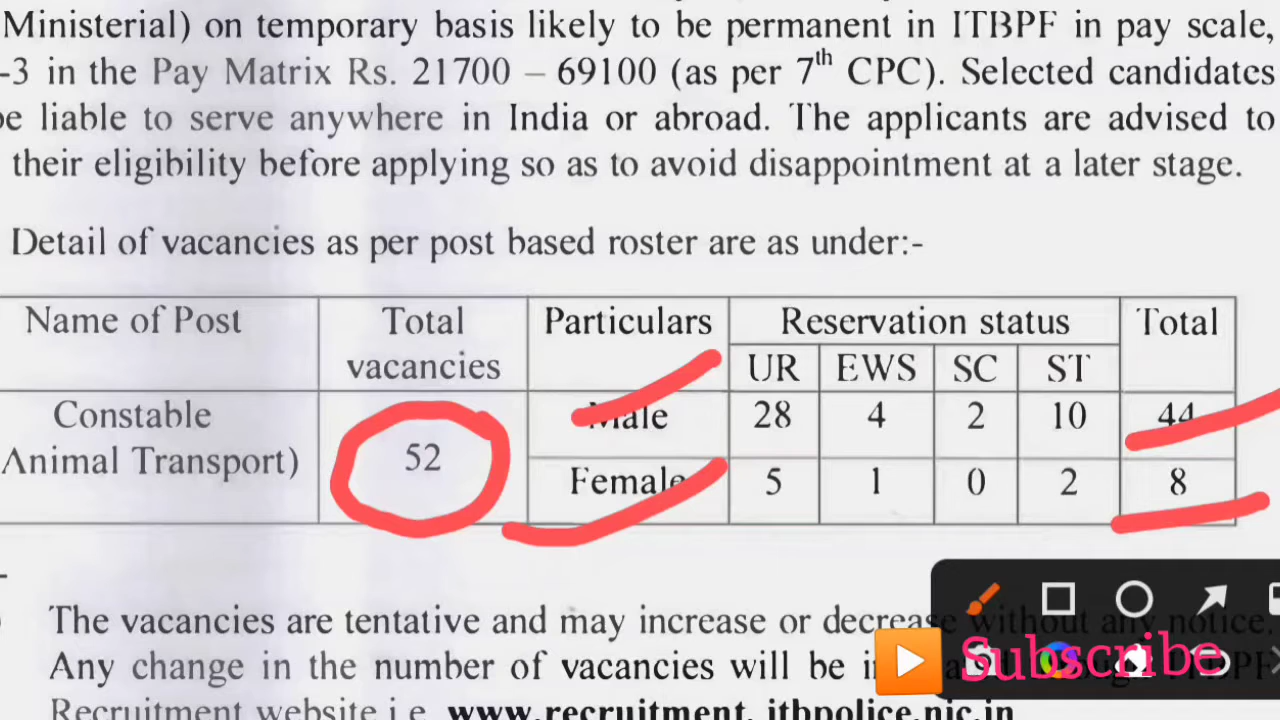 Ministerial) on temporary basis likely to be permanent in ITBPF in pay scale,
-3 in the Pay Matrix Rs. 21700 – 69100 (as per 7th CPC). Selected candidates
be liable to serve anywhere in India or abroad. The applicants are advised to
their eligibility before applying so as to avoid disappointment at a later stage.
Detail of vacancies as per post based roster are as under:-
Name of Post Total vacancies Particulars Reservation status Total
UR EWS SC ST
Constable Animal Transport) 52 Male 28 4 2 10 44
Female 5 1 0 2 8
The vacancies are tentative and may increase or decrease without any notice.
Any change in the number of vacancies will be
Recruitment website i.e. www.recruitment.itbpolice.nic.in
Subscribe